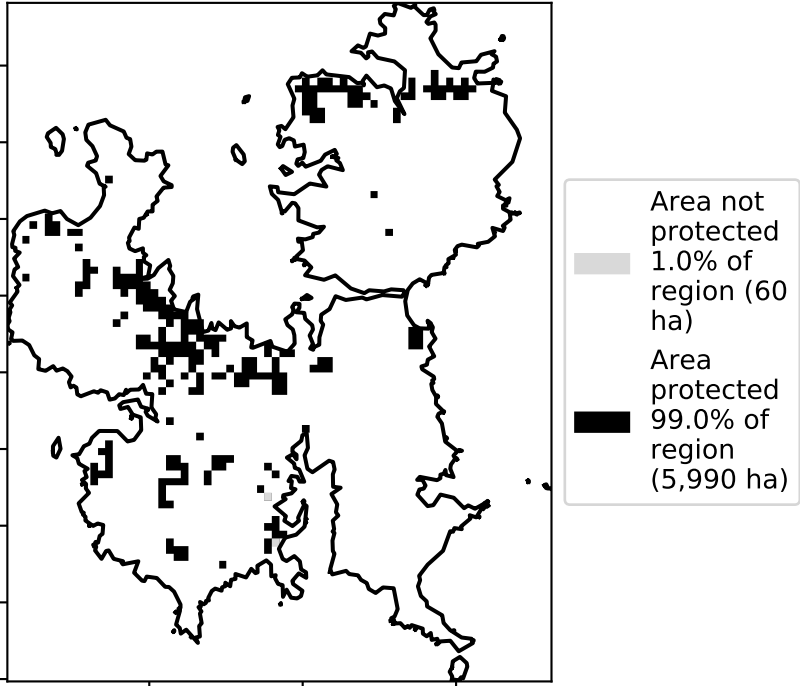 Area not
protected
1.0% of
region (60
ha)
Area
protected
99.0% of
region
(5,990 ha)